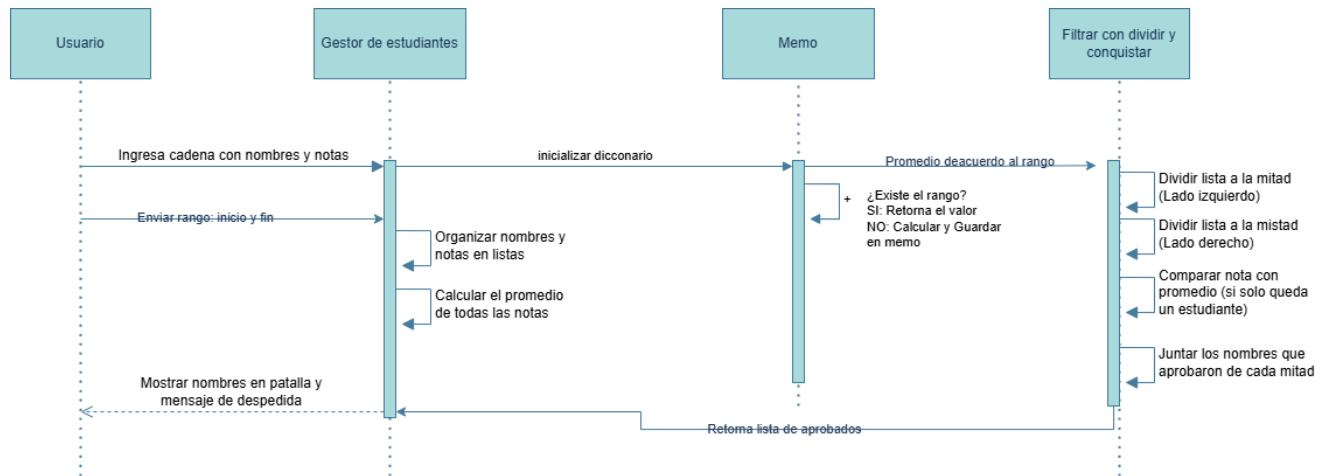 Usuario
Gestor de estudiantes
Memo
Filtrar con dividir y
conquistar
Ingresa cadena con nombres y notas
inicializar dicconario
Promedio deacuerdo al rango
Dividir lista a la mitad
(Lado izquierdo)
+
¿Existe el rango?
SI: Retorna el valor
NO: Calcular y Guardar
en memo
Enviar rango: inicio y fin
Dividir lista a la mistad
(Lado derecho)
Organizar nombres y
notas en listas
Comparar nota con
promedio (si solo queda
un estudiante)
Calcular el promedio
de todas las notas
Juntar los nombres que
aprobaron de cada mitad
Mostrar nombres en patalla y
mensaje de despedida
Retorna lista de aprobados